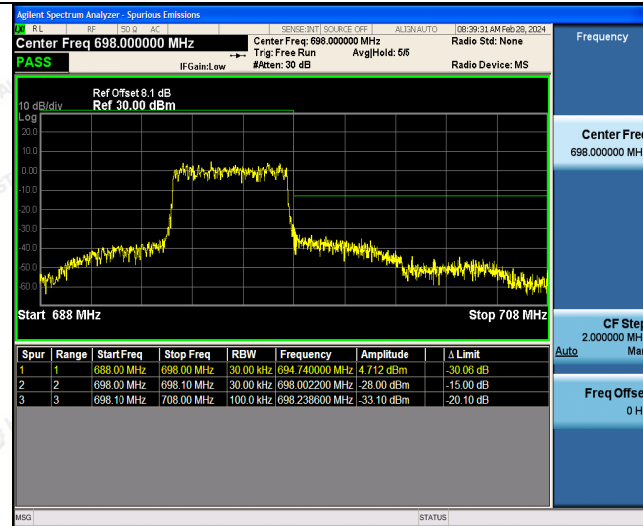 Agilent Spectrum Analyzer - Spurious Emissions
RL RF 50 Ω AC SENSE:INT SOURCE OFF ALIGN AUTO 08:39:31 AM Feb 28, 2024
Center Freq 698.000000 MHz
Center Freq: 698.000000 MHz Radio Std: None
Trig: Free Run Avg|Hold: 5/5
PASS IFGain:Low #Atten: 30 dB Radio Device: MS
Ref Offset 8.1 dB
10 dB/div Ref 30.00 dBm
Log
20.0
10.0
0.00
-10.0
-20.0
-30.0
-40.0
-50.0
-60.0
Start 688 MHz Stop 708 MHz
Spur Range Start Freq Stop Freq RBW Frequency Amplitude Δ Limit
1 1 688.00 MHz 698.00 MHz 30.00 kHz 694.740000 MHz 4.712 dBm -30.06 dB
2 2 698.00 MHz 698.10 MHz 30.00 kHz 698.002200 MHz -28.00 dBm -15.00 dB
3 3 698.10 MHz 708.00 MHz 100.0 kHz 698.238600 MHz -33.10 dBm -20.10 dB
MSG STATUS
Frequency
Center Fre
698.000000 MH
CF Step
2.000000 MH
Auto Ma
Freq Offse
0 H